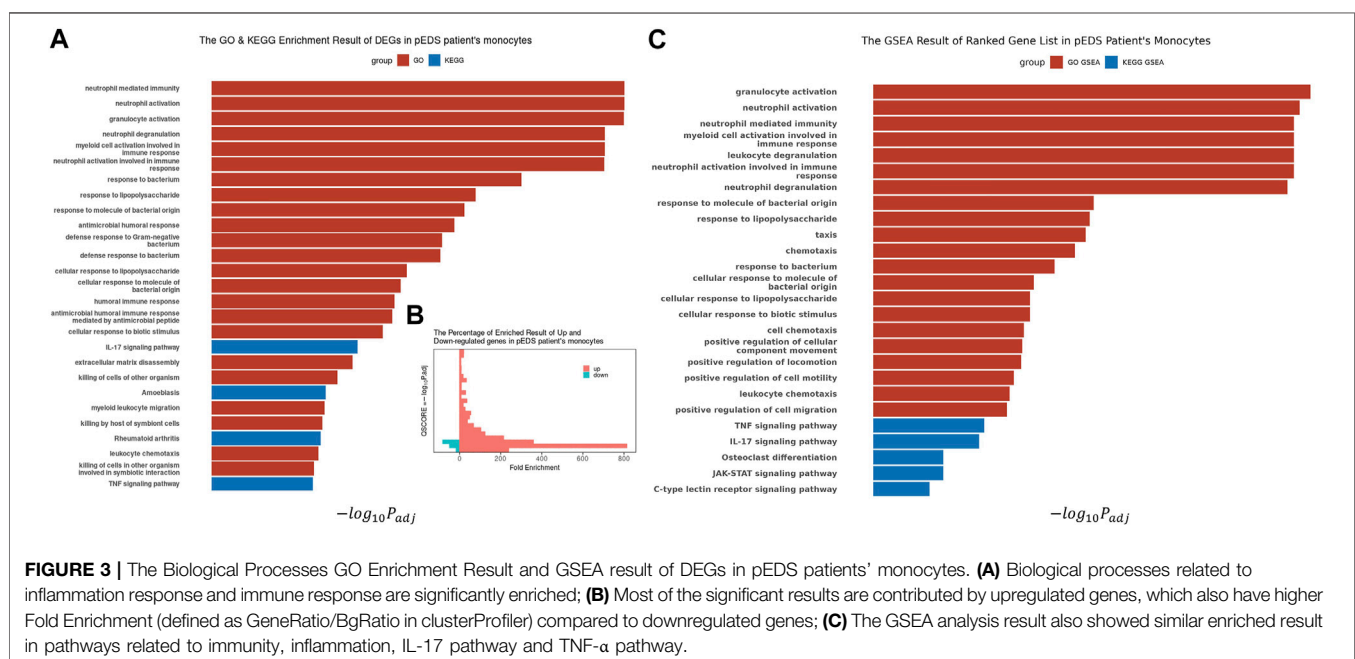 A
The GO & KEGG Enrichment Result of DEGs in pEDS patient's monocytes
group GO KEGG
neutrophil mediated immunity
neutrophil activation
granulocyte activation
neutrophil degranulation
myeloid cell activation involved in
immune response
neutrophil activation involved in immune
response
response to bacterium
response to lipopolysaccharide
response to molecule of bacterial origin
antimicrobial humoral response
defense response to Gram-negative
bacterium
defense response to bacterium
cellular response to lipopolysaccharide
cellular response to molecule of
bacterial origin
humoral immune response
antimicrobial humoral immune response
mediated by antimicrobial peptide
cellular response to biotic stimulus
IL-17 signaling pathway
extracellular matrix disassembly
killing of cells of other organism
Amoebiasis
myeloid leukocyte migration
killing by host of symbiont cells
Rheumatoid arthritis
leukocyte chemotaxis
killing of cells in other organism
involved in symbiotic interaction
TNF signaling pathway
−log₁₀P_adj
B
The Percentage of Enriched Result of Up and
Down-regulated genes in pEDS patient's monocytes
up
down
0 200 400 600 800
Fold Enrichment
C
The GSEA Result of Ranked Gene List in pEDS Patient's Monocytes
group GO GSEA KEGG GSEA
granulocyte activation
neutrophil activation
neutrophil mediated immunity
myeloid cell activation involved in
immune response
leukocyte degranulation
neutrophil activation involved in immune
response
neutrophil degranulation
response to molecule of bacterial origin
response to lipopolysaccharide
taxis
chemotaxis
response to bacterium
cellular response to molecule of
bacterial origin
cellular response to lipopolysaccharide
cellular response to biotic stimulus
cell chemotaxis
positive regulation of cellular
component movement
positive regulation of locomotion
positive regulation of cell motility
leukocyte chemotaxis
positive regulation of cell migration
TNF signaling pathway
IL-17 signaling pathway
Osteoclast differentiation
JAK-STAT signaling pathway
C-type lectin receptor signaling pathway
−log₁₀P_adj
FIGURE 3 | The Biological Processes GO Enrichment Result and GSEA result of DEGs in pEDS patients' monocytes. (A) Biological processes related to
inflammation response and immune response are significantly enriched; (B) Most of the significant results are contributed by upregulated genes, which also have higher
Fold Enrichment (defined as GeneRatio/BgRatio in clusterProfiler) compared to downregulated genes; (C) The GSEA analysis result also showed similar enriched result
in pathways related to immunity, inflammation, IL-17 pathway and TNF-α pathway.